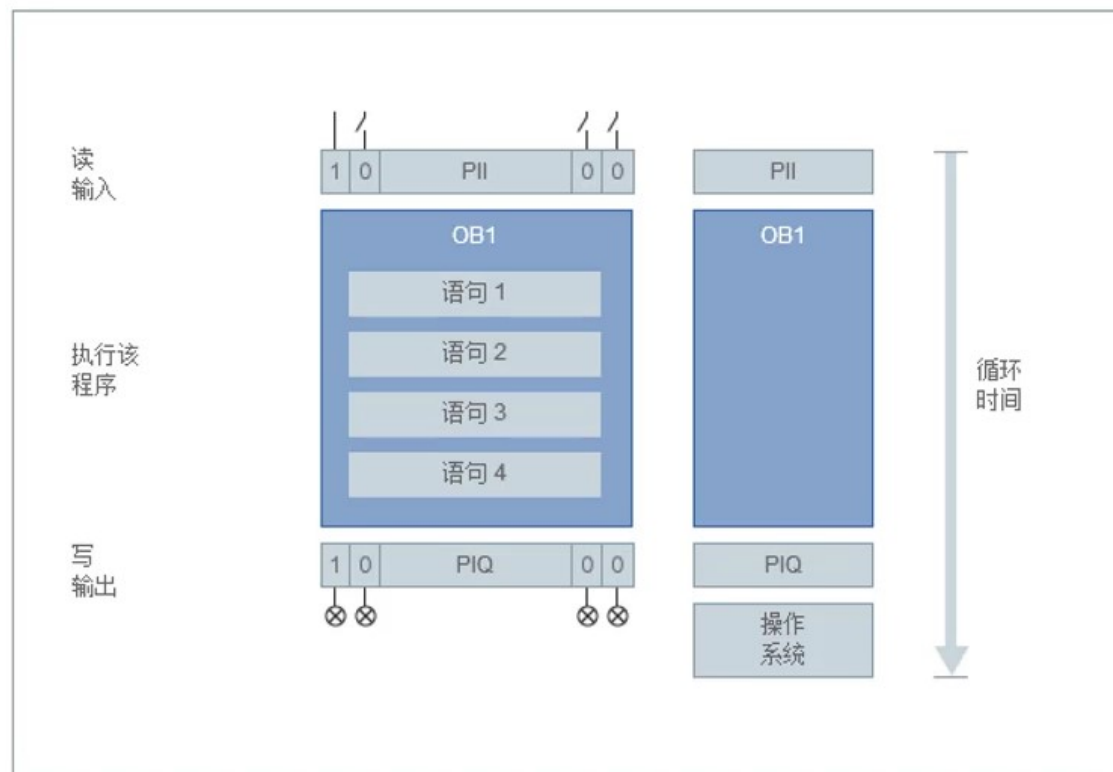 读
输入
1 0 PII 0 0
PII
OB1
OB1
语句 1
语句 2
语句 3
语句 4
执行该
程序
循环
时间
写
输出
1 0 PIQ 0 0
PIQ
操作
系统